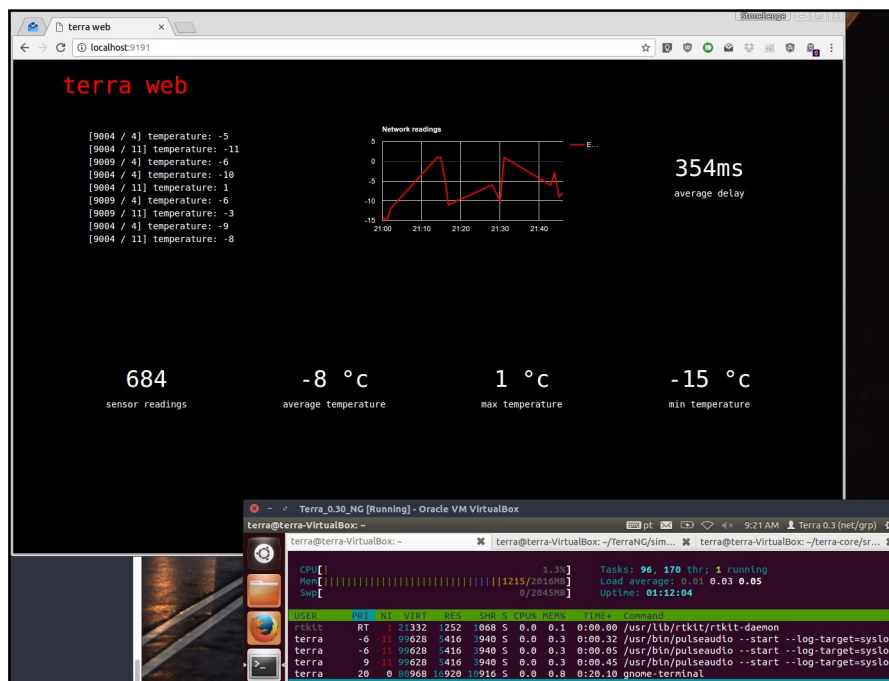 Stonehenge
terra web
localhost:9191
terra web
[9004 / 4] temperature: -5
[9004 / 11] temperature: -11
[9009 / 4] temperature: -6
[9004 / 4] temperature: -10
[9004 / 11] temperature: 1
[9009 / 4] temperature: -6
[9009 / 11] temperature: -3
[9004 / 4] temperature: -9
[9004 / 11] temperature: -8
Network readings
5
0
-5
-10
-15
21:00 21:10 21:20 21:30 21:40
E...
354ms
average delay
684
sensor readings
-8 °c
average temperature
1 °c
max temperature
-15 °c
min temperature
Terra_0.30_NG [Running] - Oracle VM VirtualBox
terra@terra-VirtualBox: ~ pt 9:21 AM Terra 0.3 (net/grp)
terra@terra-VirtualBox: ~ terra@terra-VirtualBox: ~/TerraNG/sim... terra@terra-VirtualBox: ~/terra-core/sr...
CPU[| 1.3%] Tasks: 96, 170 thr; 1 running
Mem[||||||||||||||||||||||||||||||||1215/2016MB] Load average: 0.01 0.03 0.05
Swp[ 0/2045MB] Uptime: 01:12:04
USER PRI NI VIRT RES SHR S CPU% MEM% TIME+ Command
rtkit RT 1 21332 1252 1068 S 0.0 0.1 0:00.00 /usr/lib/rtkit/rtkit-daemon
terra -6 -11 99628 5416 3940 S 0.0 0.3 0:00.32 /usr/bin/pulseaudio --start --log-target=syslo
terra -6 -11 99628 5416 3940 S 0.0 0.3 0:00.05 /usr/bin/pulseaudio --start --log-target=syslo
terra 9 -11 99628 5416 3940 S 0.0 0.3 0:00.45 /usr/bin/pulseaudio --start --log-target=syslo
terra 20 0 80968 16920 10916 S 0.0 0.8 0:20.10 gnome-terminal